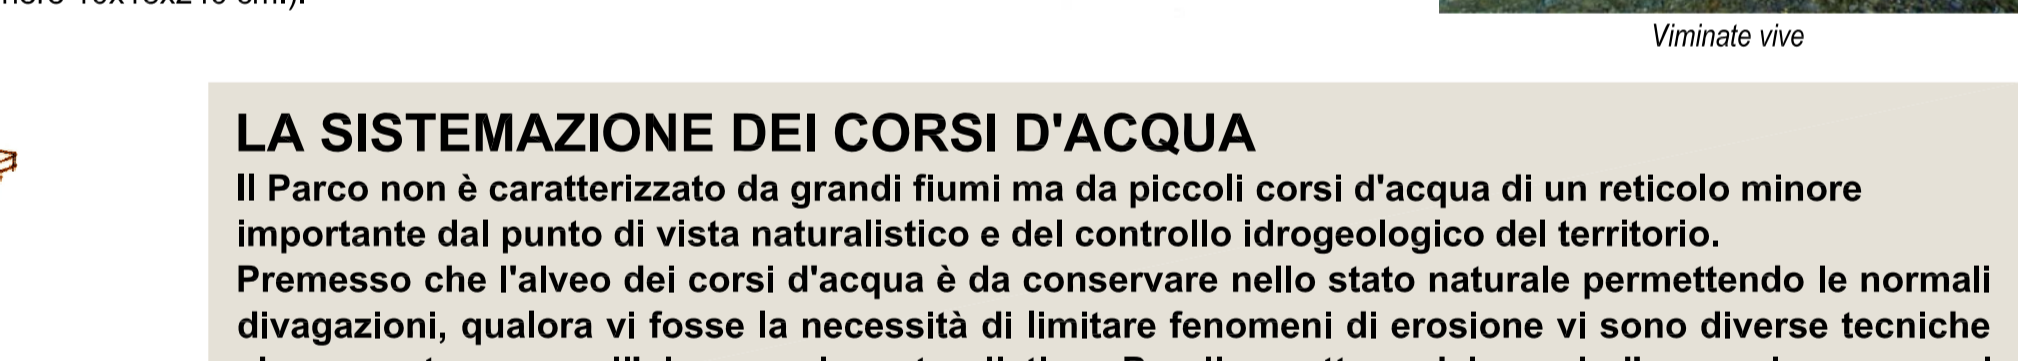 Viminate vive
LA SISTEMAZIONE DEI CORSI D'ACQUA
Il Parco non è caratterizzato da grandi fiumi ma da piccoli corsi d'acqua di un reticolo minore
importante dal punto di vista naturalistico e del controllo idrogeologico del territorio.
Premesso che l'alveo dei corsi d'acqua è da conservare nello stato naturale permettendo le normali
divagazioni, qualora vi fosse la necessità di limitare fenomeni di erosione vi sono diverse tecniche